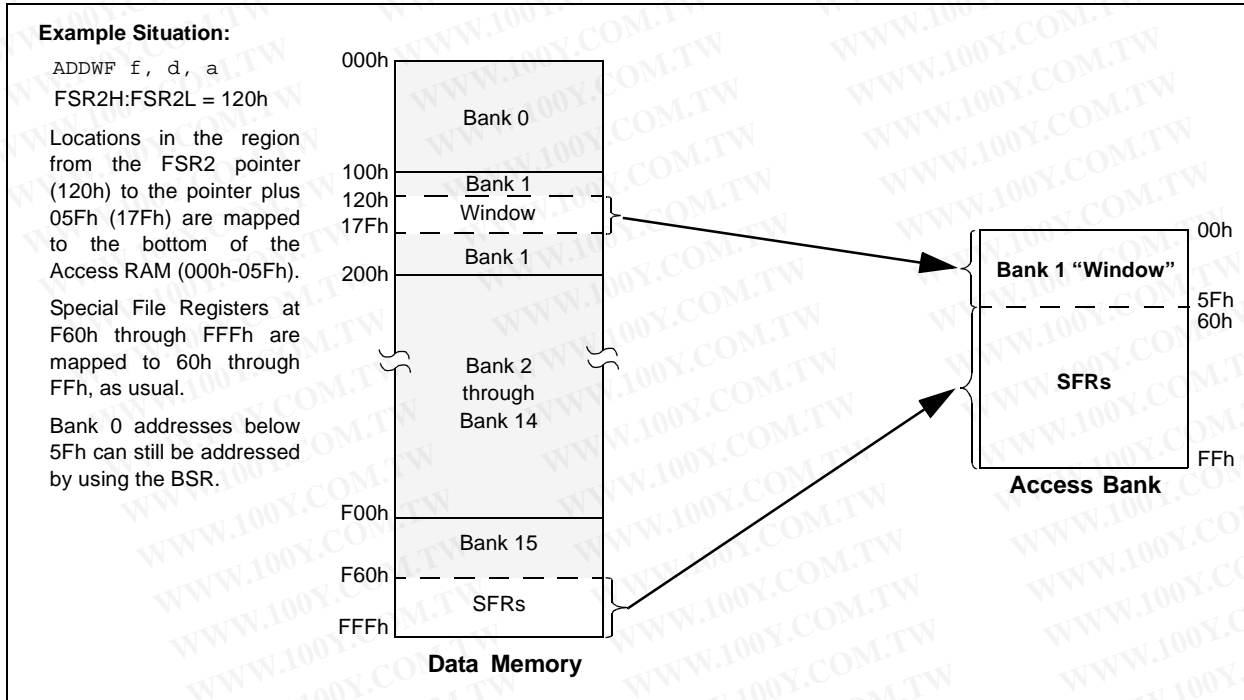 Example Situation:
ADDWF f, d, a
FSR2H:FSR2L = 120h
Locations in the region
from the FSR2 pointer
(120h) to the pointer plus
05Fh (17Fh) are mapped
to the bottom of the
Access RAM (000h-05Fh).
Special File Registers at
F60h through FFFh are
mapped to 60h through
FFh, as usual.
Bank 0 addresses below
5Fh can still be addressed
by using the BSR.
000h
Bank 0
100h
Bank 1
120h
Window
17Fh
Bank 1
200h
Bank 2
through
Bank 14
F00h
Bank 15
F60h
SFRs
FFFh
Data Memory
00h
Bank 1 “Window”
5Fh
60h
SFRs
FFh
Access Bank
WWW.100Y.COM.TW